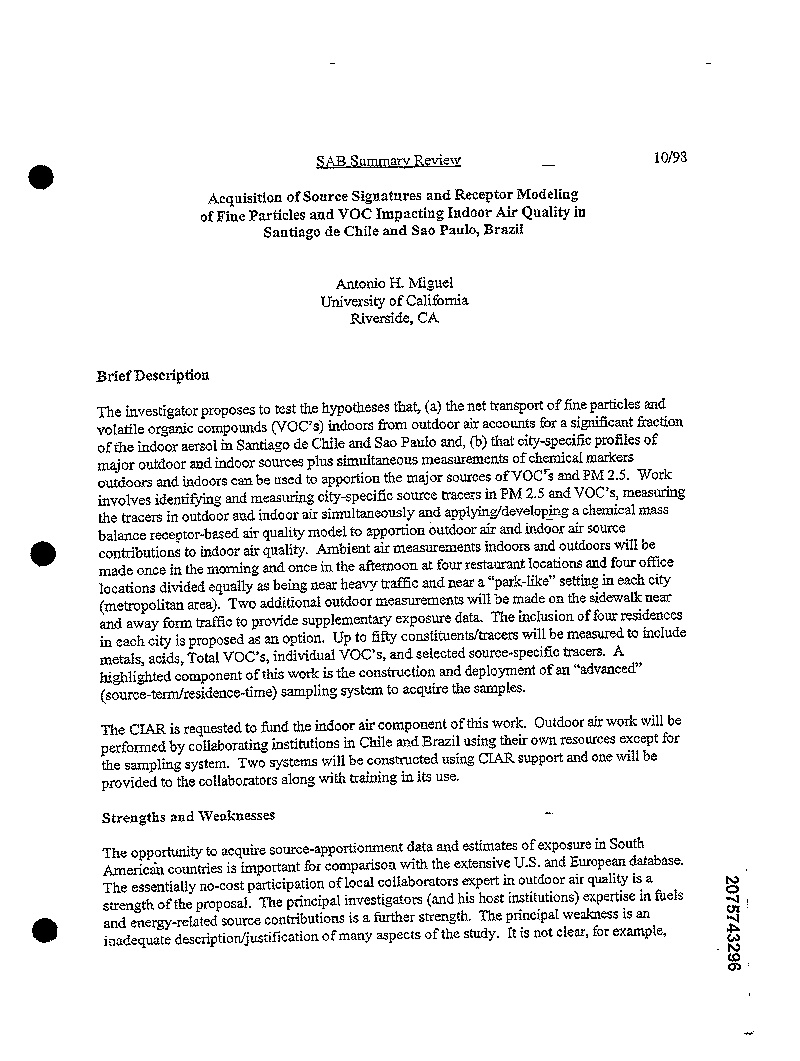 SAB Summary Review
10/98
Acquisition of Source Signatures and Receptor Modeling
of Fine Particles and VOC Impacting Indoor Air Quality in
Santiago de Chile and Sao Paulo, Brazil
Antonio H. Miguel
University of California
Riverside, CA
Brief Description
The investigator proposes to test the hypotheses that, (a) the net transport of fine particles and
volatile organic compounds (VOC's) indoors from outdoor air accounts for a significant fraction
of the indoor aersol in Santiago de Chile and Sao Paulo and, (b) that city-specific profiles of
major outdoor and indoor sources plus simultaneous measurements of chemical markers
outdoors and indoors can be used to apportion the major sources of VOC's and PM 2.5. Work
involves identifying and measuring city-specific source tracers in PM 2.5 and VOC's, measuring
the tracers in outdoor and indoor air simultaneously and applying/developing a chemical mass
balance receptor-based air quality model to apportion outdoor air and indoor air source
contributions to indoor air quality. Ambient air measurements indoors and outdoors will be
made once in the morning and once in the afternoon at four restaurant locations and four office
locations divided equally as being near heavy traffic and near a "park-like" setting in each city
(metropolitan area). Two additional outdoor measurements will be made on the sidewalk near
and away form traffic to provide supplementary exposure data. The inclusion of four residences
in each city is proposed as an option. Up to fifty constituents/tracers will be measured to include
metals, acids, Total VOC's, individual VOC's, and selected source-specific tracers. A
highlighted component of this work is the construction and deployment of an "advanced"
(source-term/residence-time) sampling system to acquire the samples.
The CIAR is requested to fund the indoor air component of this work. Outdoor air work will be
performed by collaborating institutions in Chile and Brazil using their own resources except for
the sampling system. Two systems will be constructed using CIAR support and one will be
provided to the collaborators along with training in its use.
Strengths and Weaknesses
The opportunity to acquire source-apportionment data and estimates of exposure in South
American countries is important for comparison with the extensive U.S. and European database.
The essentially no-cost participation of local collaborators expert in outdoor air quality is a
strength of the proposal. The principal investigators (and his host institutions) expertise in fuels
and energy-related source contributions is a further strength. The principal weakness is an
inadequate description/justification of many aspects of the study. It is not clear, for example,
2075743296